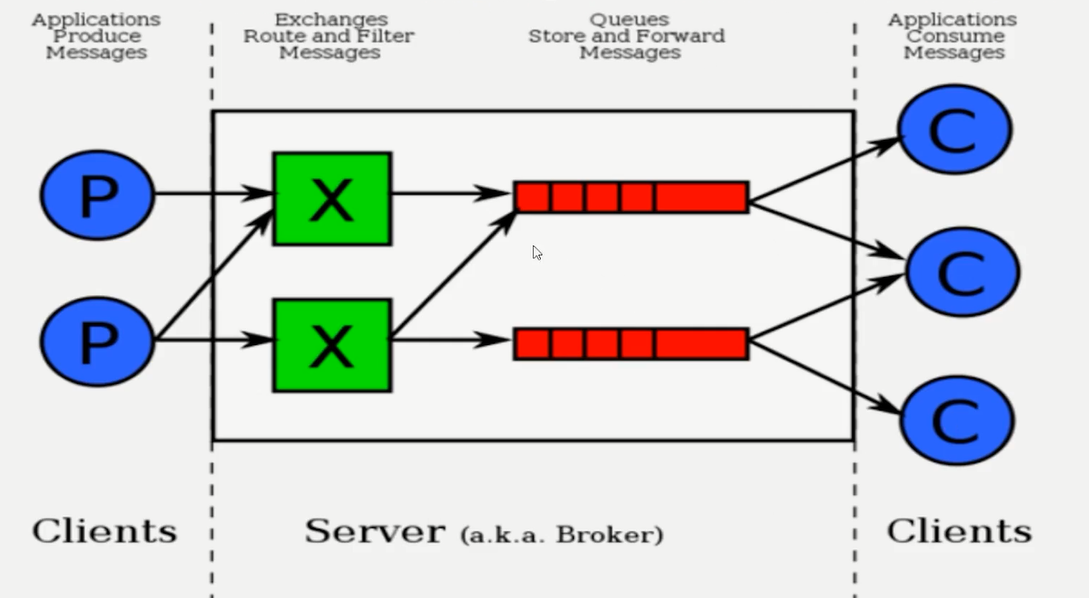 Applications
Produce
Messages
Exchanges
Route and Filter
Messages
Queues
Store and Forward
Messages
Applications
Consume
Messages
P
X
C
P
X
C
C
Clients
Server (a.k.a. Broker)
Clients